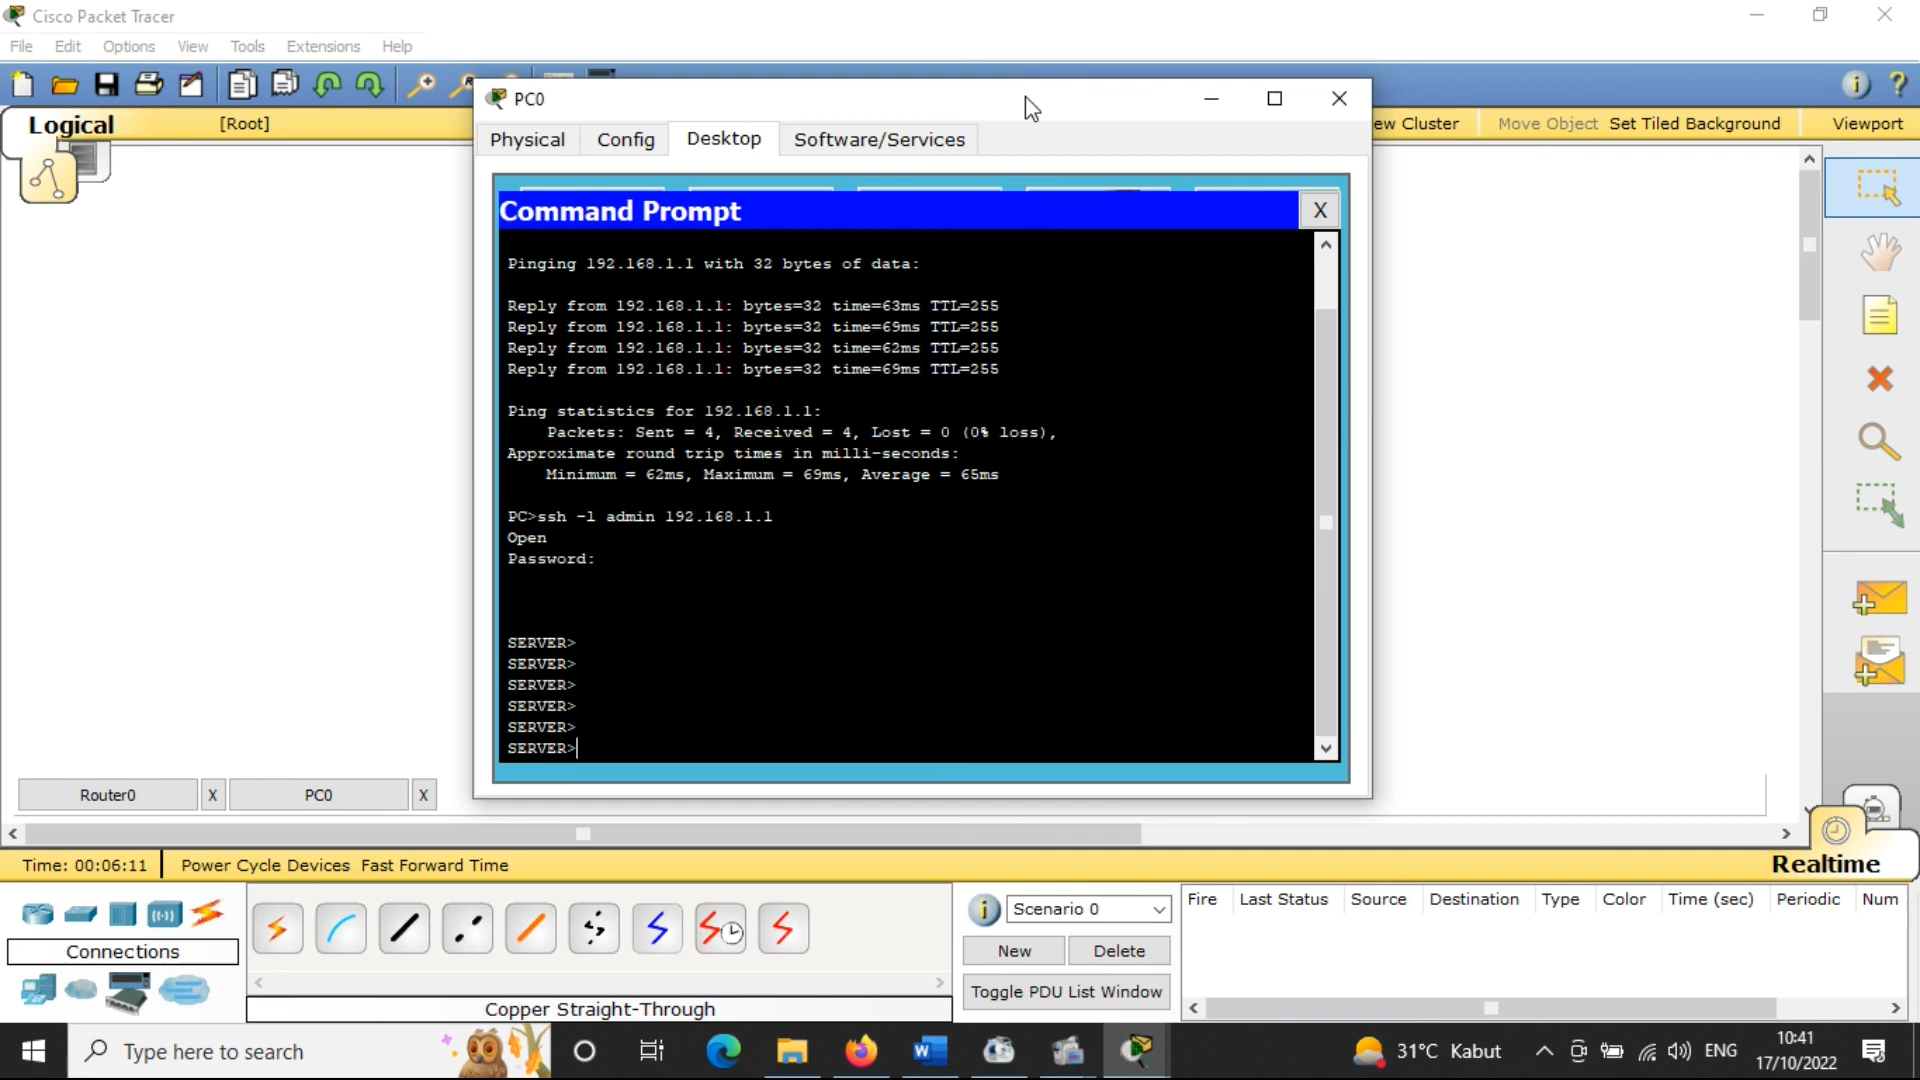 Cisco Packet Tracer
File Edit Options View Tools Extensions Help
PC0
Logical [Root] Cluster Move Object Set Tiled Background Viewport
Physical Config Desktop Software/Services
Command Prompt X
Pinging 192.168.1.1 with 32 bytes of data:
Reply from 192.168.1.1: bytes=32 time=63ms TTL=255
Reply from 192.168.1.1: bytes=32 time=69ms TTL=255
Reply from 192.168.1.1: bytes=32 time=62ms TTL=255
Reply from 192.168.1.1: bytes=32 time=69ms TTL=255
Ping statistics for 192.168.1.1:
Packets: Sent = 4, Received = 4, Lost = 0 (0% loss),
Approximate round trip times in milli-seconds:
Minimum = 62ms, Maximum = 69ms, Average = 65ms
PC>ssh -l admin 192.168.1.1
Open
Password:
SERVER>
SERVER>
SERVER>
SERVER>
SERVER>
SERVER>
Router0 X PC0 X
Time: 00:06:11 Power Cycle Devices Fast Forward Time Realtime
Connections
Copper Straight-Through
Scenario 0
New Delete
Toggle PDU List Window
Fire Last Status Source Destination Type Color Time (sec) Periodic Num
Type here to search
31°C Kabut
ENG
10:41
17/10/2022